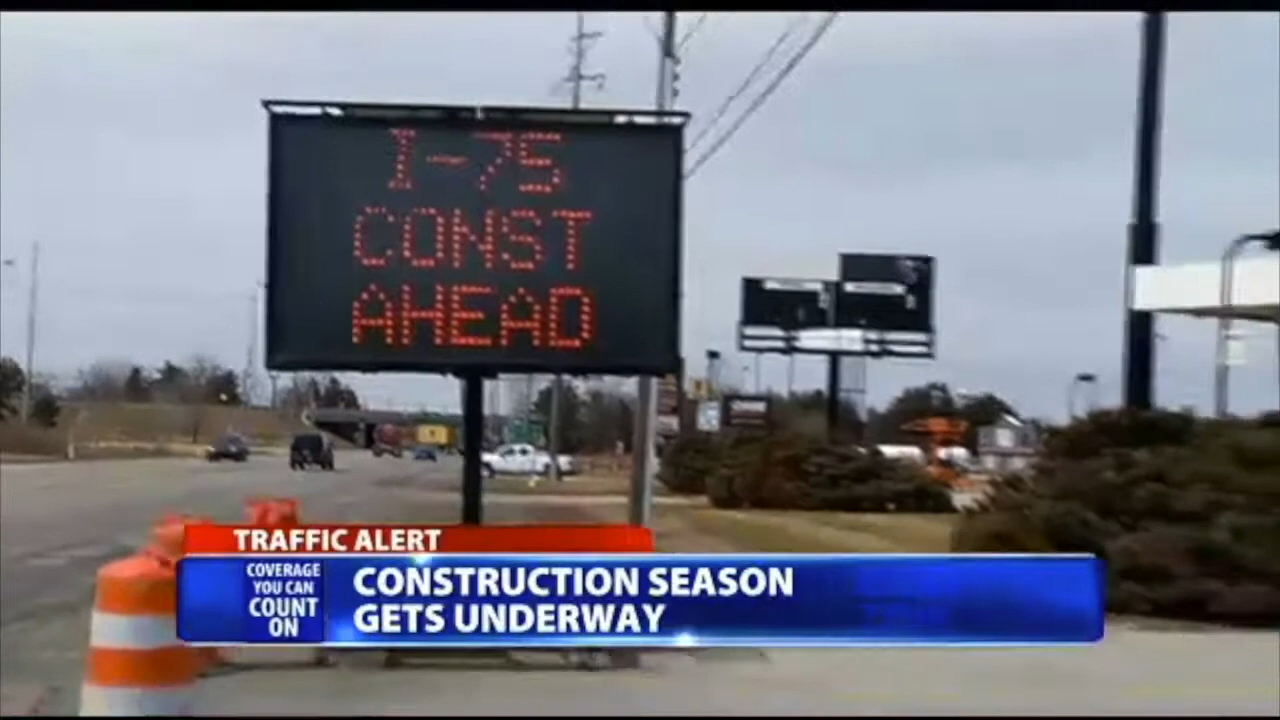 I-75
CONST
AHEAD
TRAFFIC ALERT
COVERAGE
YOU CAN
COUNT
ON
CONSTRUCTION SEASON
GETS UNDERWAY